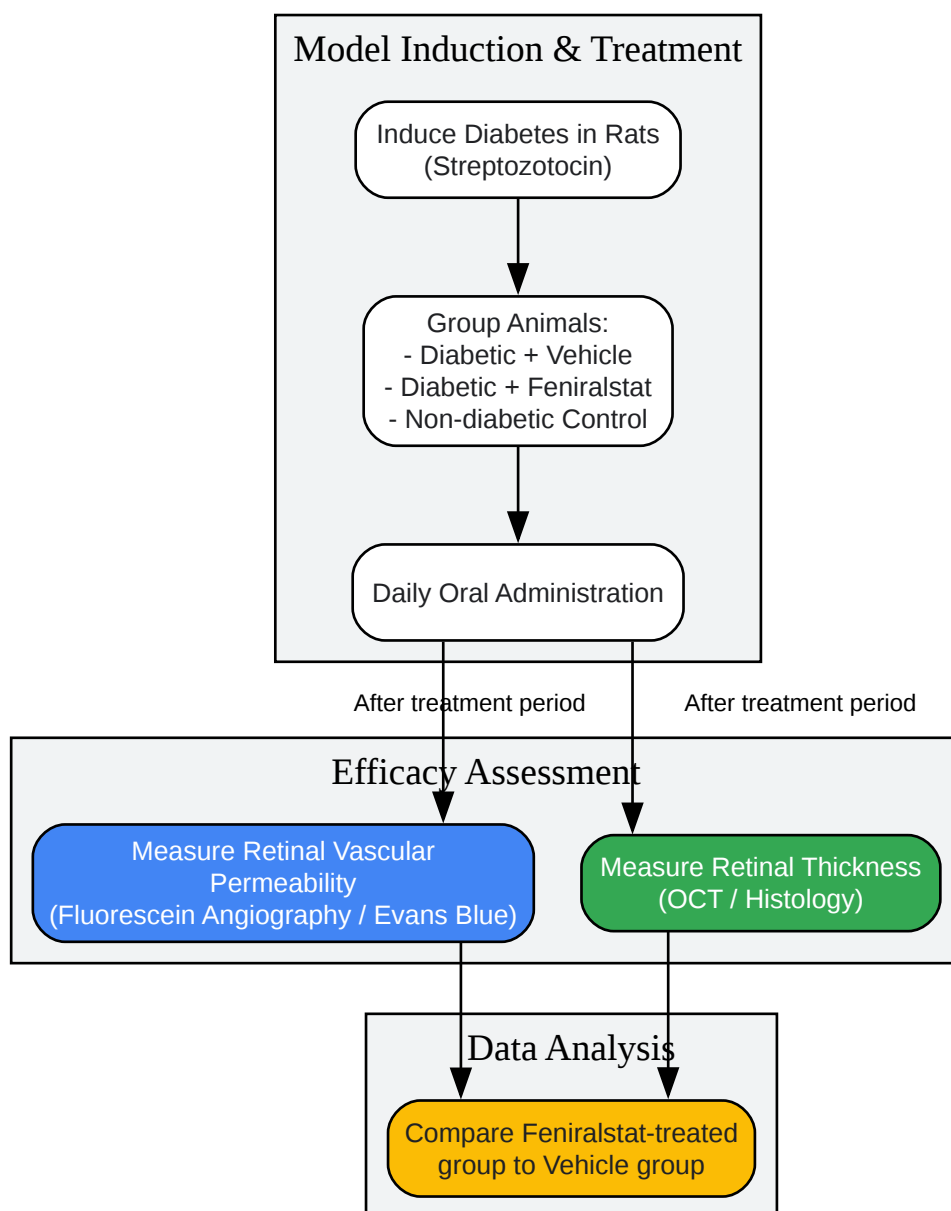 Model Induction & Treatment
Induce Diabetes in Rats
(Streptozotocin)
Group Animals:
- Diabetic + Vehicle
- Diabetic + Feniralstat
- Non-diabetic Control
Daily Oral Administration
After treatment period
After treatment period
Efficacy Assessment
Measure Retinal Vascular
Permeability
(Fluorescein Angiography / Evans Blue)
Measure Retinal Thickness
(OCT / Histology)
Data Analysis
Compare Feniralstat-treated
group to Vehicle group